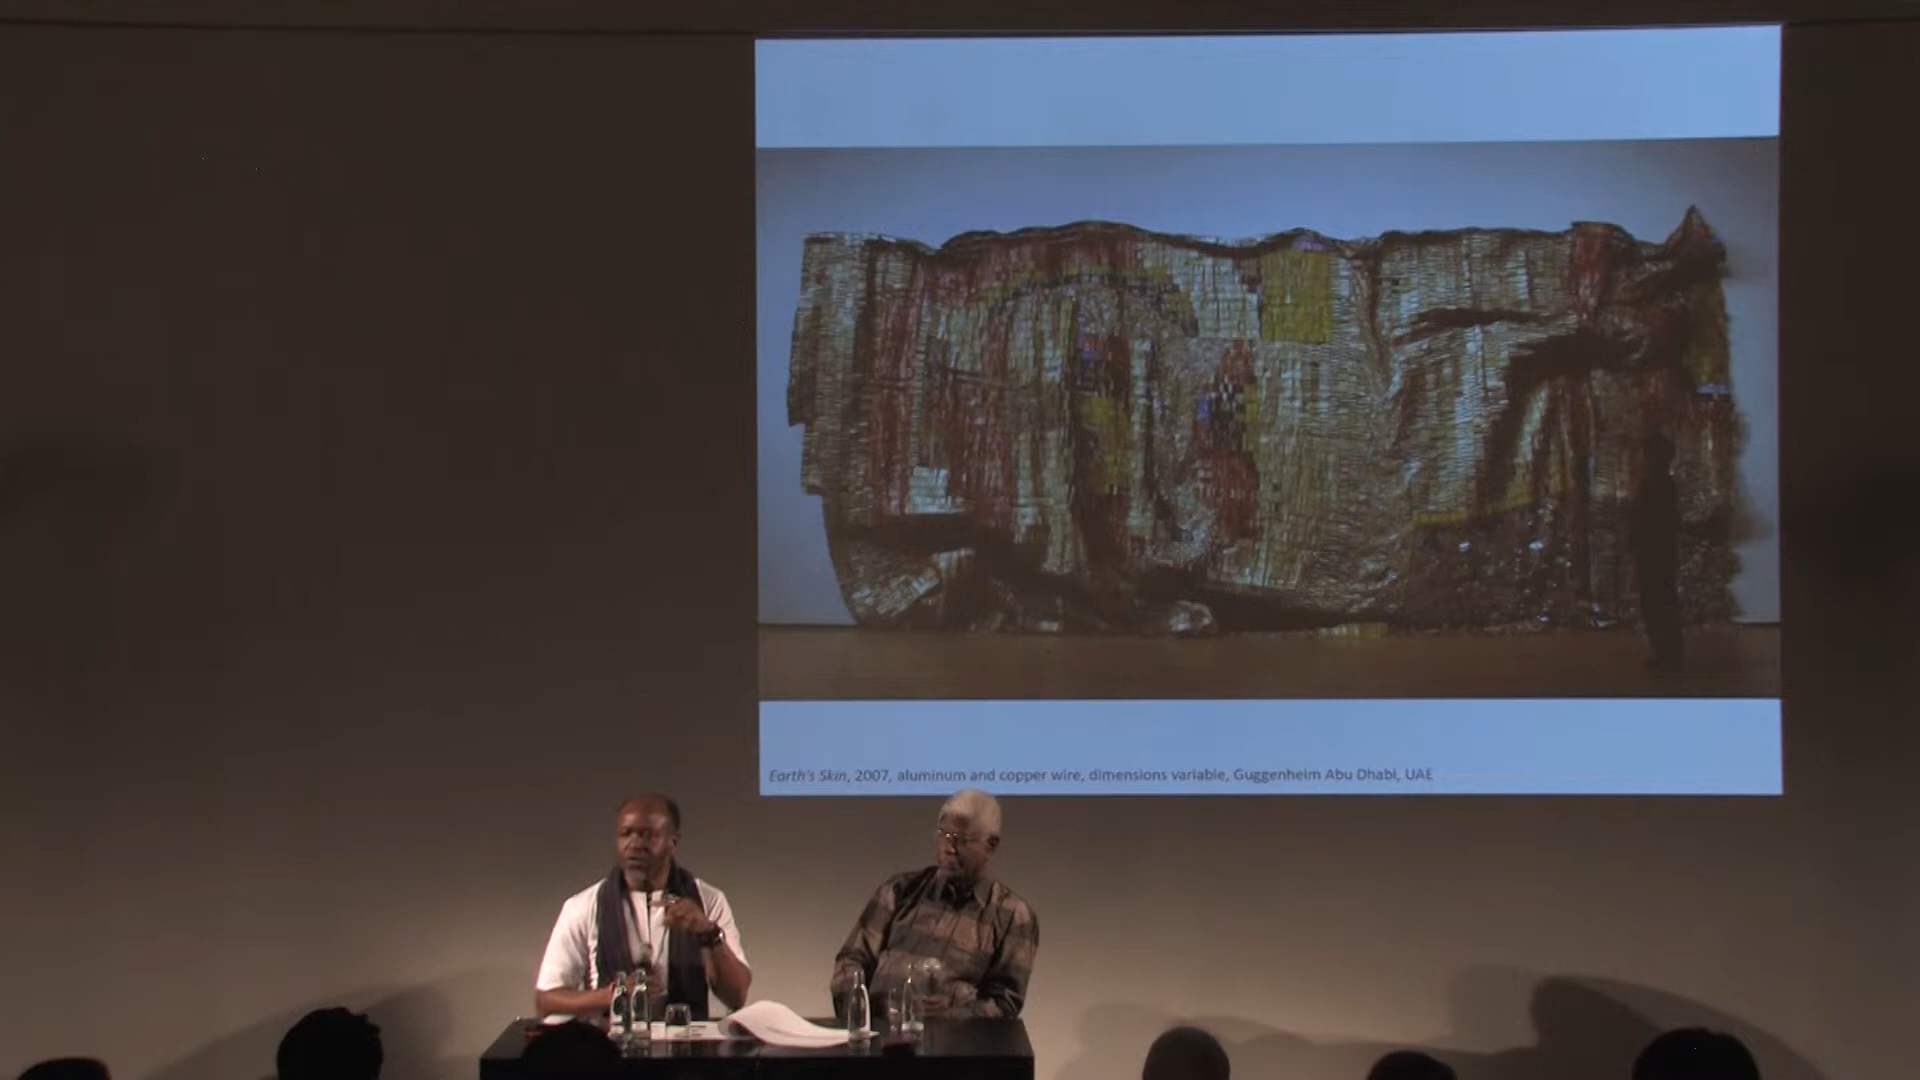 Earth's Skin, 2007, aluminum and copper wire, dimensions variable, Guggenheim Abu Dhabi, UAE